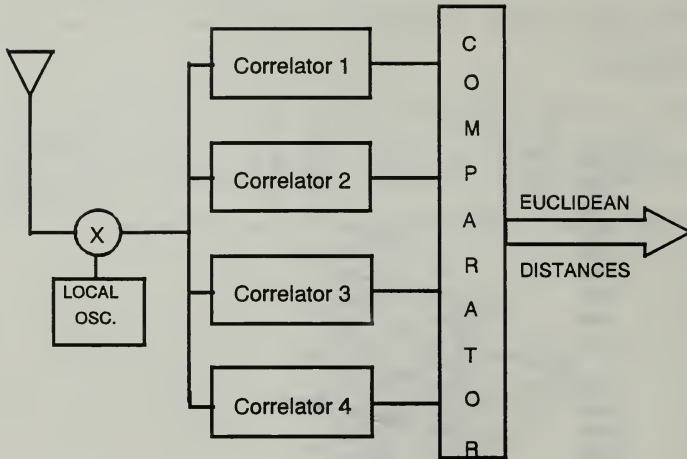 Correlator 1
Correlator 2
Correlator 3
Correlator 4
X
LOCAL
OSC.
C
O
M
P
A
R
A
T
O
R
EUCLIDEAN
DISTANCES